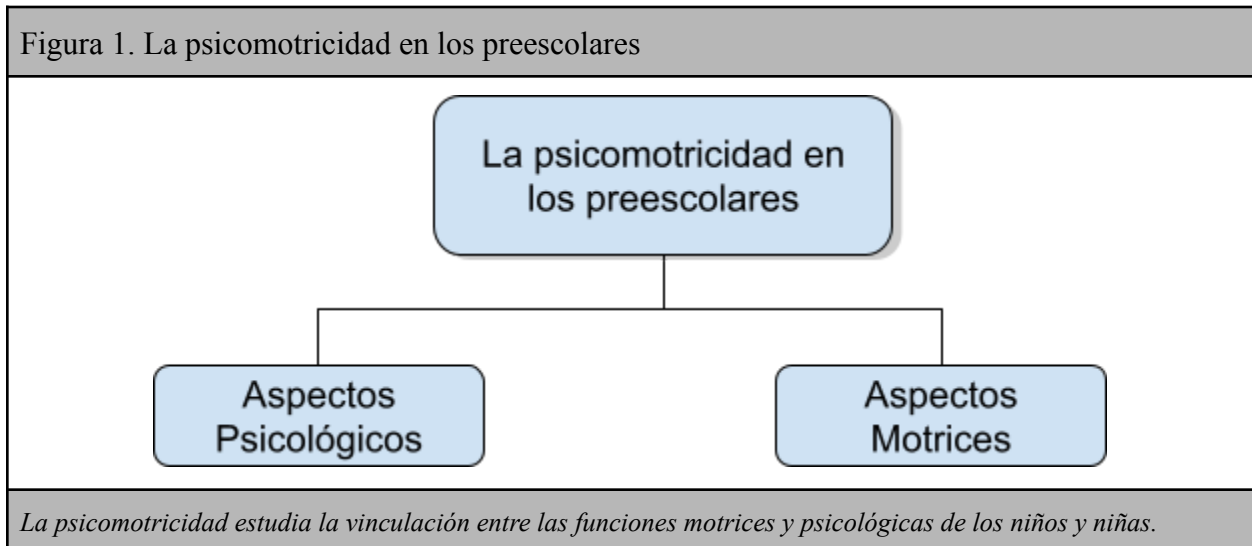 Figura 1. La psicomotricidad en los preescolares
La psicomotricidad en
los preescolares
Aspectos
Psicológicos
Aspectos
Motrices
La psicomotricidad estudia la vinculación entre las funciones motrices y psicológicas de los niños y niñas.